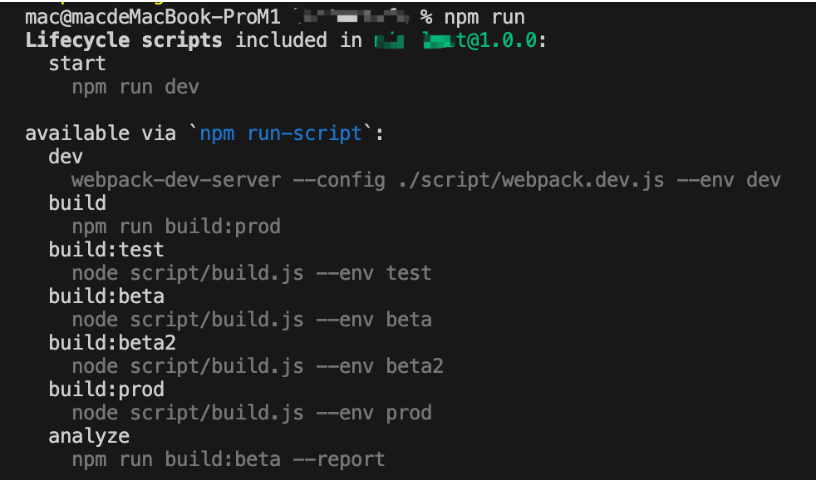 mac@macdeMacBook-ProM1 % npm run
Lifecycle scripts included in t@1.0.0:
start
npm run dev
available via `npm run-script`:
dev
webpack-dev-server --config ./script/webpack.dev.js --env dev
build
npm run build:prod
build:test
node script/build.js --env test
build:beta
node script/build.js --env beta
build:beta2
node script/build.js --env beta2
build:prod
node script/build.js --env prod
analyze
npm run build:beta --report